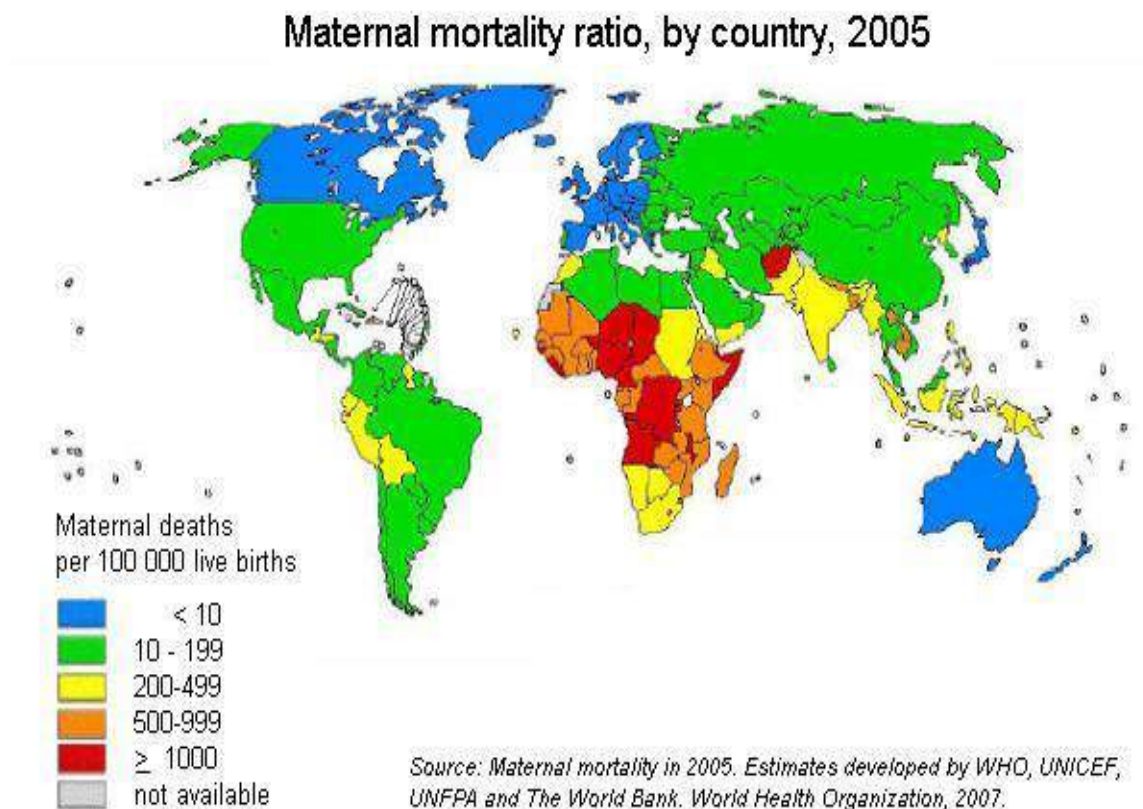 Maternal mortality ratio, by country, 2005
Maternal deaths
per 100 000 live births
< 10
10 - 199
200-499
500-999
≥ 1000
not available
Source: Maternal mortality in 2005. Estimates developed by WHO, UNICEF,
UNFPA and The World Bank. World Health Organization, 2007.